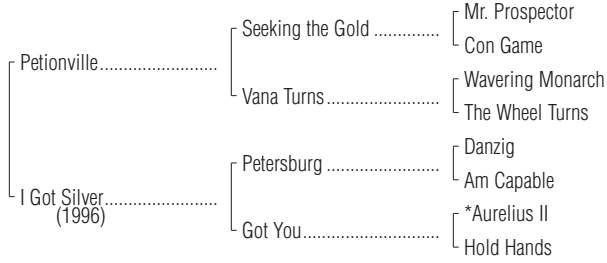 Mr. Prospector
Seeking the Gold ..............
Con Game
Petionville.........................
Wavering Monarch
Vana Turns ........................
The Wheel Turns
Danzig
Petersburg ........................
Am Capable
I Got Silver........................
(1996)
*Aurelius II
Got You.............................
Hold Hands